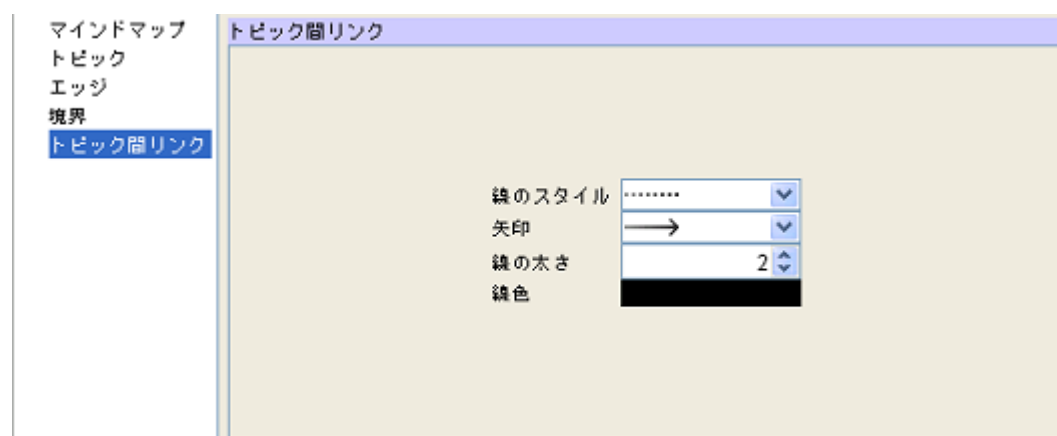 マインドマップ
トピック
エッジ
境界
トピック間リンク
トピック間リンク
線のスタイル
矢印
線の太さ
2
線色